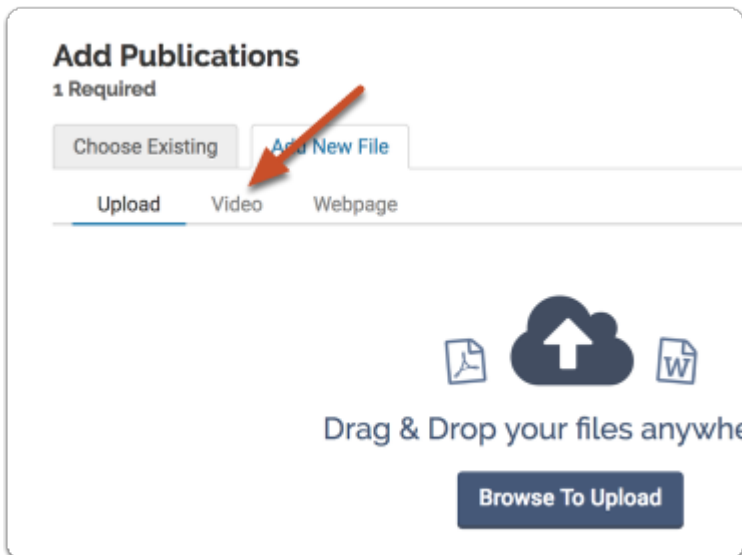 Add Publications
1 Required
Choose Existing Add New File
Upload Video Webpage
W
Drag & Drop your files anywhe
Browse To Upload